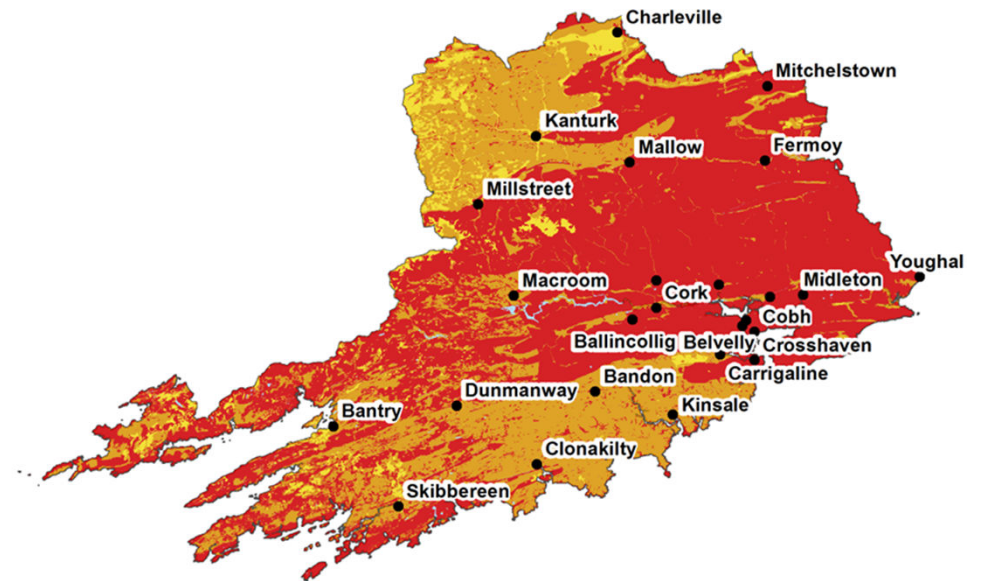 Charleville
Mitchelstown
Kanturk
Mallow
Fermoy
Millstreet
Youghal
Macroom
Midleton
Cork
Cobh
Ballincollig
Belvelly
Crosshaven
Carrigaline
Bandon
Dunmanway
Kinsale
Bantry
Clonakilty
Skibbereen